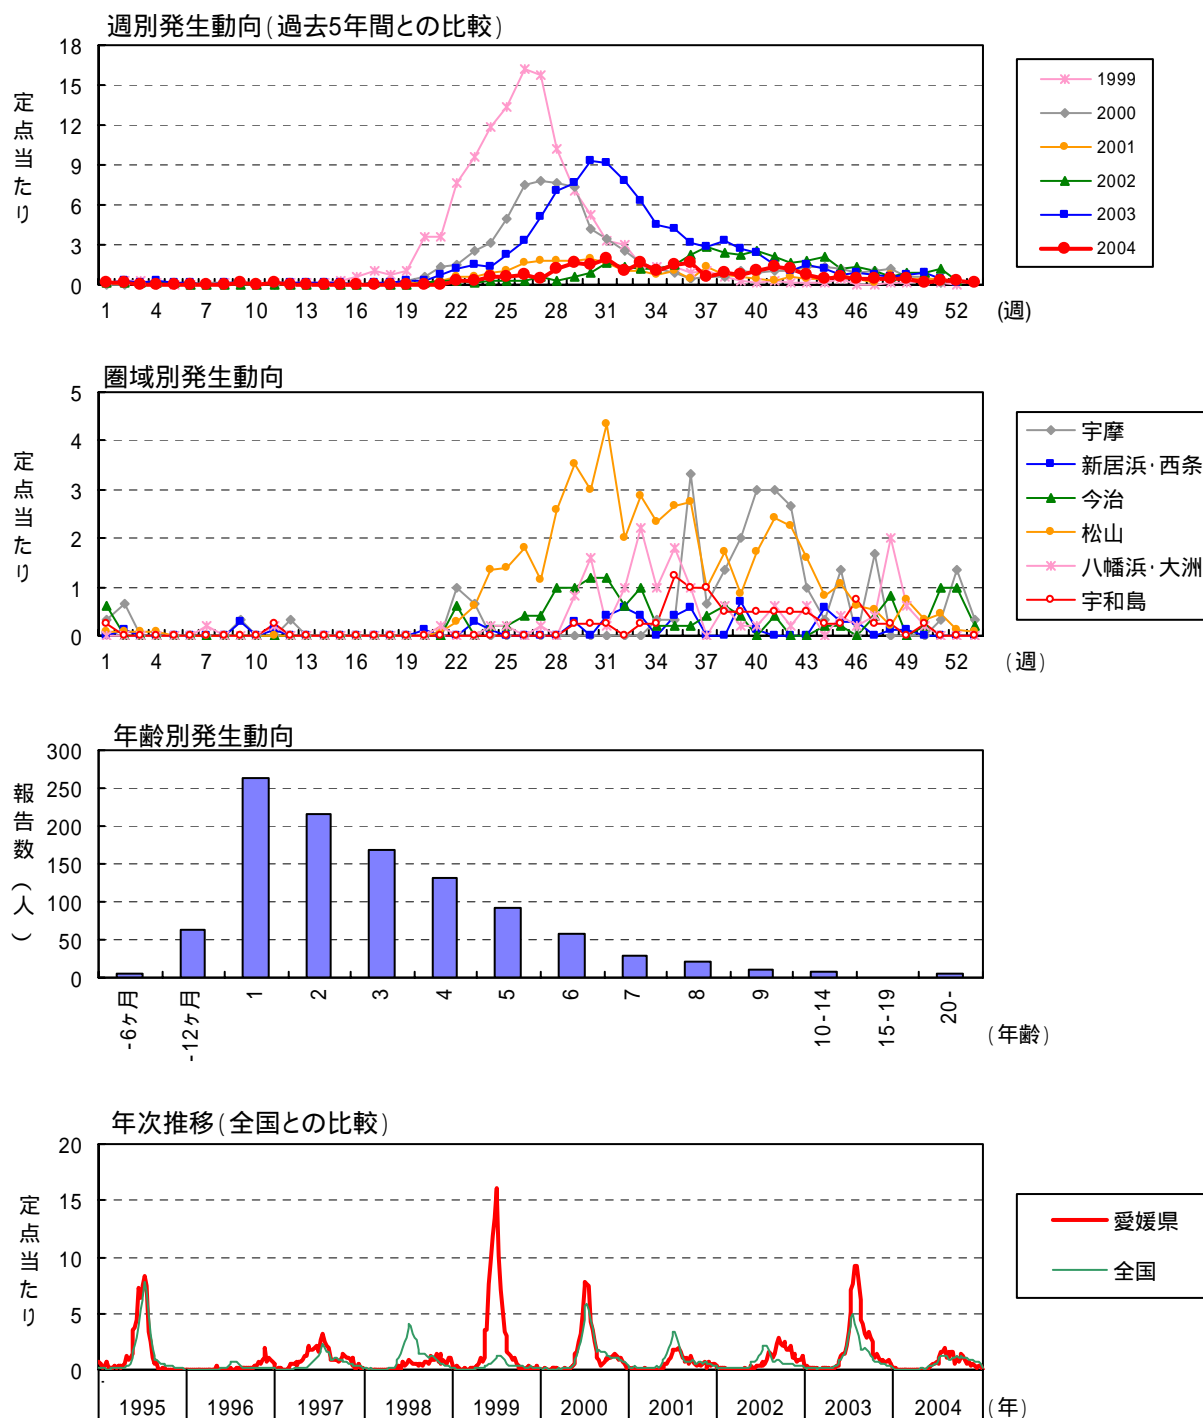 週別発生動向(過去5年間との比較)
定点当たり
18
15
12
9
6
3
0
1 4 7 10 13 16 19 22 25 28 31 34 37 40 43 46 49 52 (週)
1999
2000
2001
2002
2003
2004
圏域別発生動向
定点当たり
5
4
3
2
1
0
1 4 7 10 13 16 19 22 25 28 31 34 37 40 43 46 49 52 (週)
宇摩
新居浜・西条
今治
松山
八幡浜・大洲
宇和島
年齢別発生動向
報告数(人)
300
250
200
150
100
50
0
-6ヶ月 -12ヶ月 1 2 3 4 5 6 7 8 9 10-14 15-19 20- (年齢)
年次推移(全国との比較)
定点当たり
20
15
10
5
0
1995 1996 1997 1998 1999 2000 2001 2002 2003 2004 (年)
愛媛県
全国